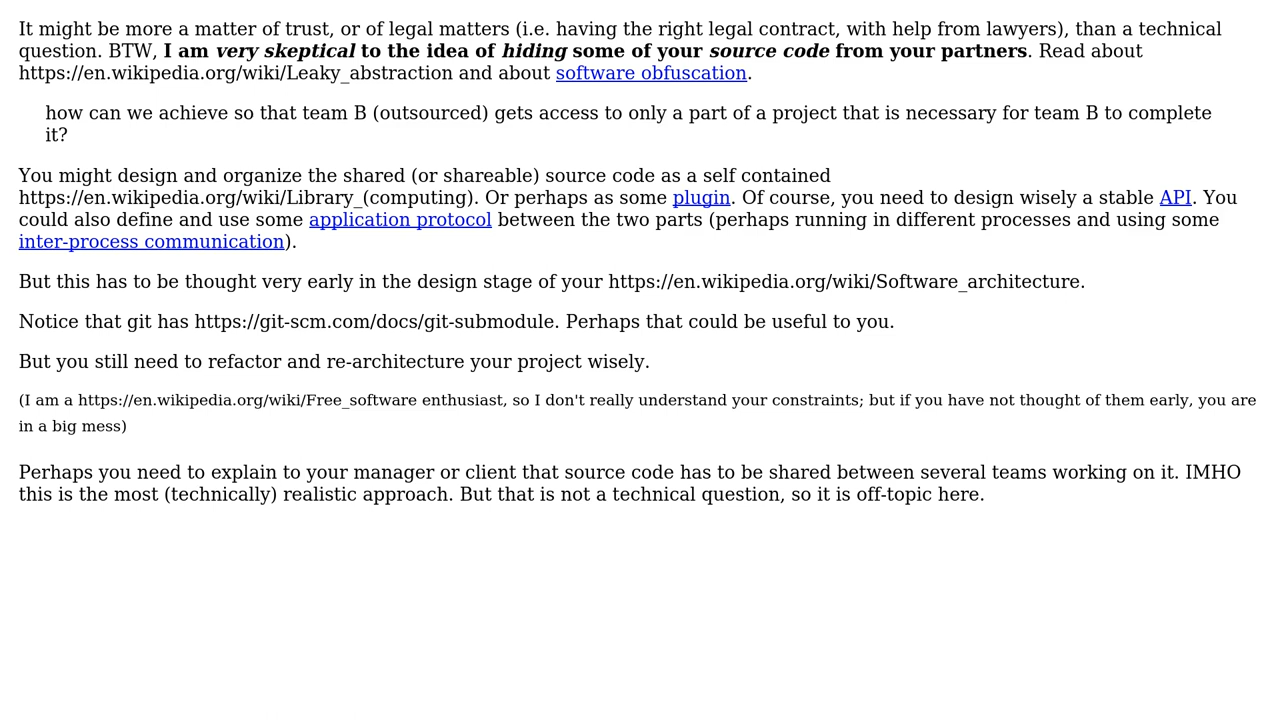 It might be more a matter of trust, or of legal matters (i.e. having the right legal contract, with help from lawyers), than a technical
question. BTW, I am very skeptical to the idea of hiding some of your source code from your partners. Read about
https://en.wikipedia.org/wiki/Leaky_abstraction and about software obfuscation.
how can we achieve so that team B (outsourced) gets access to only a part of a project that is necessary for team B to complete
it?
You might design and organize the shared (or shareable) source code as a self contained
https://en.wikipedia.org/wiki/Library_(computing). Or perhaps as some plugin. Of course, you need to design wisely a stable API. You
could also define and use some application protocol between the two parts (perhaps running in different processes and using some
inter-process communication).
But this has to be thought very early in the design stage of your https://en.wikipedia.org/wiki/Software_architecture.
Notice that git has https://git-scm.com/docs/git-submodule. Perhaps that could be useful to you.
But you still need to refactor and re-architecture your project wisely.
(I am a https://en.wikipedia.org/wiki/Free_software enthusiast, so I don't really understand your constraints; but if you have not thought of them early, you are
in a big mess)
Perhaps you need to explain to your manager or client that source code has to be shared between several teams working on it. IMHO
this is the most (technically) realistic approach. But that is not a technical question, so it is off-topic here.